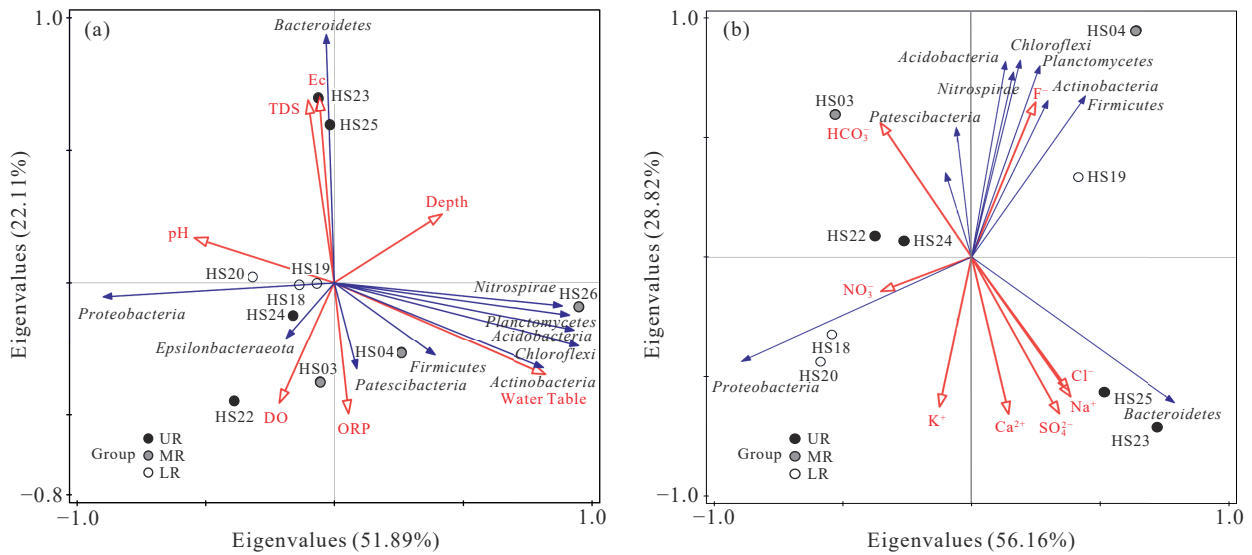 (a)
1.0
Bacteroidetes
Ec
TDS
HS23
HS25
Depth
pH
HS20
HS19
HS18
HS24
Proteobacteria
Epsilonbacteraeota
Nitrospirae
HS26
Planctomycetes
Acidobacteria
Chloroflexi
Actinobacteria
Water Table
HS04
Firmicutes
HS03
Patescibacteria
HS22
DO
ORP
Group
UR
MR
LR
−0.8
−1.0
1.0
Eigenvalues (22.11%)
Eigenvalues (51.89%)
(b)
1.0
HS04
Chloroflexi
Acidobacteria
Planctomycetes
Nitrospirae
Actinobacteria
F⁻
Firmicutes
HS03
HCO₃⁻
Patescibacteria
HS19
HS22
HS24
NO₃⁻
HS18
HS20
Proteobacteria
Cl⁻
Na⁺
HS25
K⁺
Ca²⁺
SO₄²⁻
Bacteroidetes
HS23
Group
UR
MR
LR
−1.0
−1.0
1.0
Eigenvalues (28.82%)
Eigenvalues (56.16%)